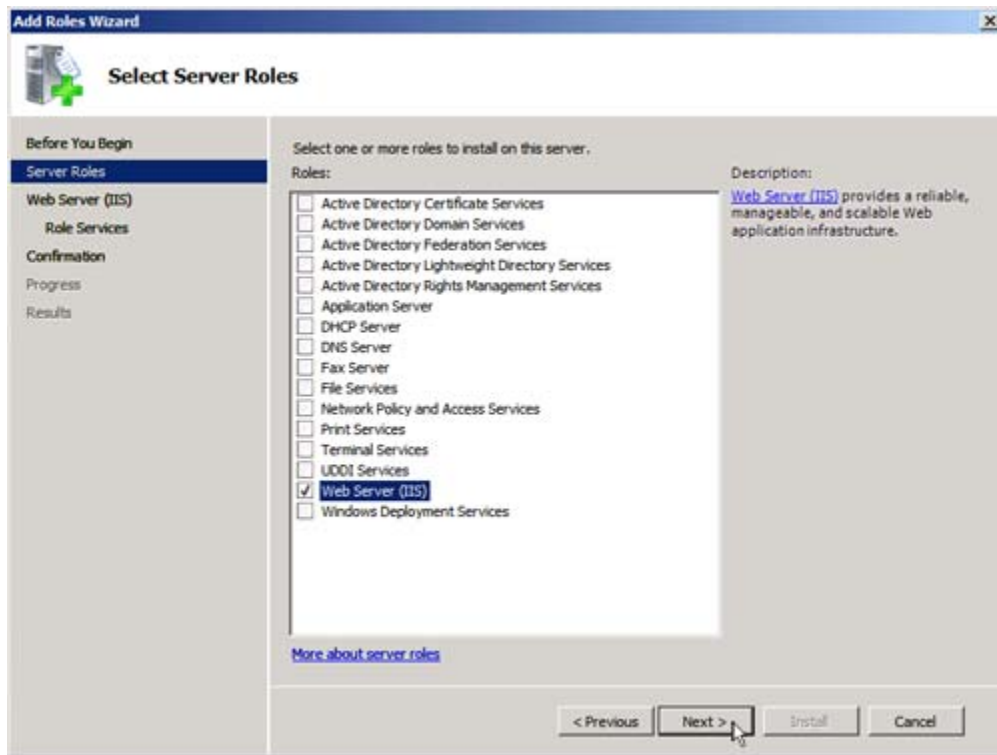 Add Roles Wizard
Select Server Roles
Before You Begin
Server Roles
Web Server (IIS)
Role Services
Confirmation
Progress
Results
Select one or more roles to install on this server.
Roles:
Active Directory Certificate Services
Active Directory Domain Services
Active Directory Federation Services
Active Directory Lightweight Directory Services
Active Directory Rights Management Services
Application Server
DHCP Server
DNS Server
Fax Server
File Services
Network Policy and Access Services
Print Services
Terminal Services
UDDI Services
Web Server (IIS)
Windows Deployment Services
More about server roles
Description:
Web Server (IIS) provides a reliable,
manageable, and scalable Web
application infrastructure.
< Previous
Next >
Install
Cancel